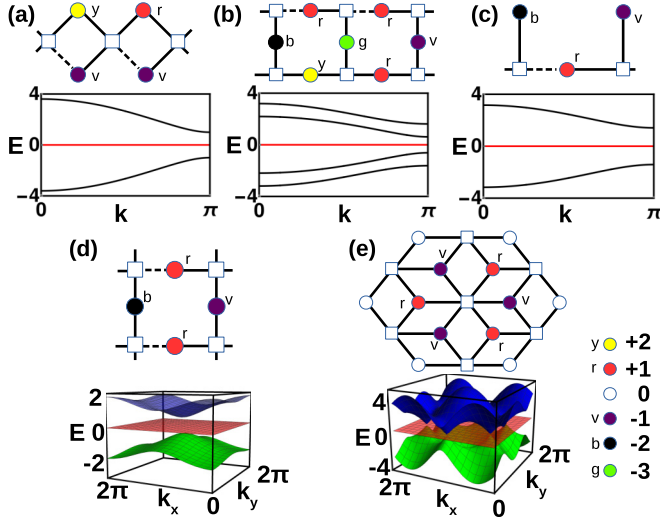 (a)
y
r
v
v
4
E 0
−4
0
k
π
(b)
r
r
b
g
v
y
r
4
E 0
−4
0
k
π
(c)
b
v
r
4
E 0
−4
0
k
π
(d)
r
b
v
r
2
E 0
-2
2π
kx
0
ky
2π
(e)
v
r
r
v
v
r
4
E 0
-4
2π
kx
0
ky
2π
y +2
r +1
0
v -1
b -2
g -3